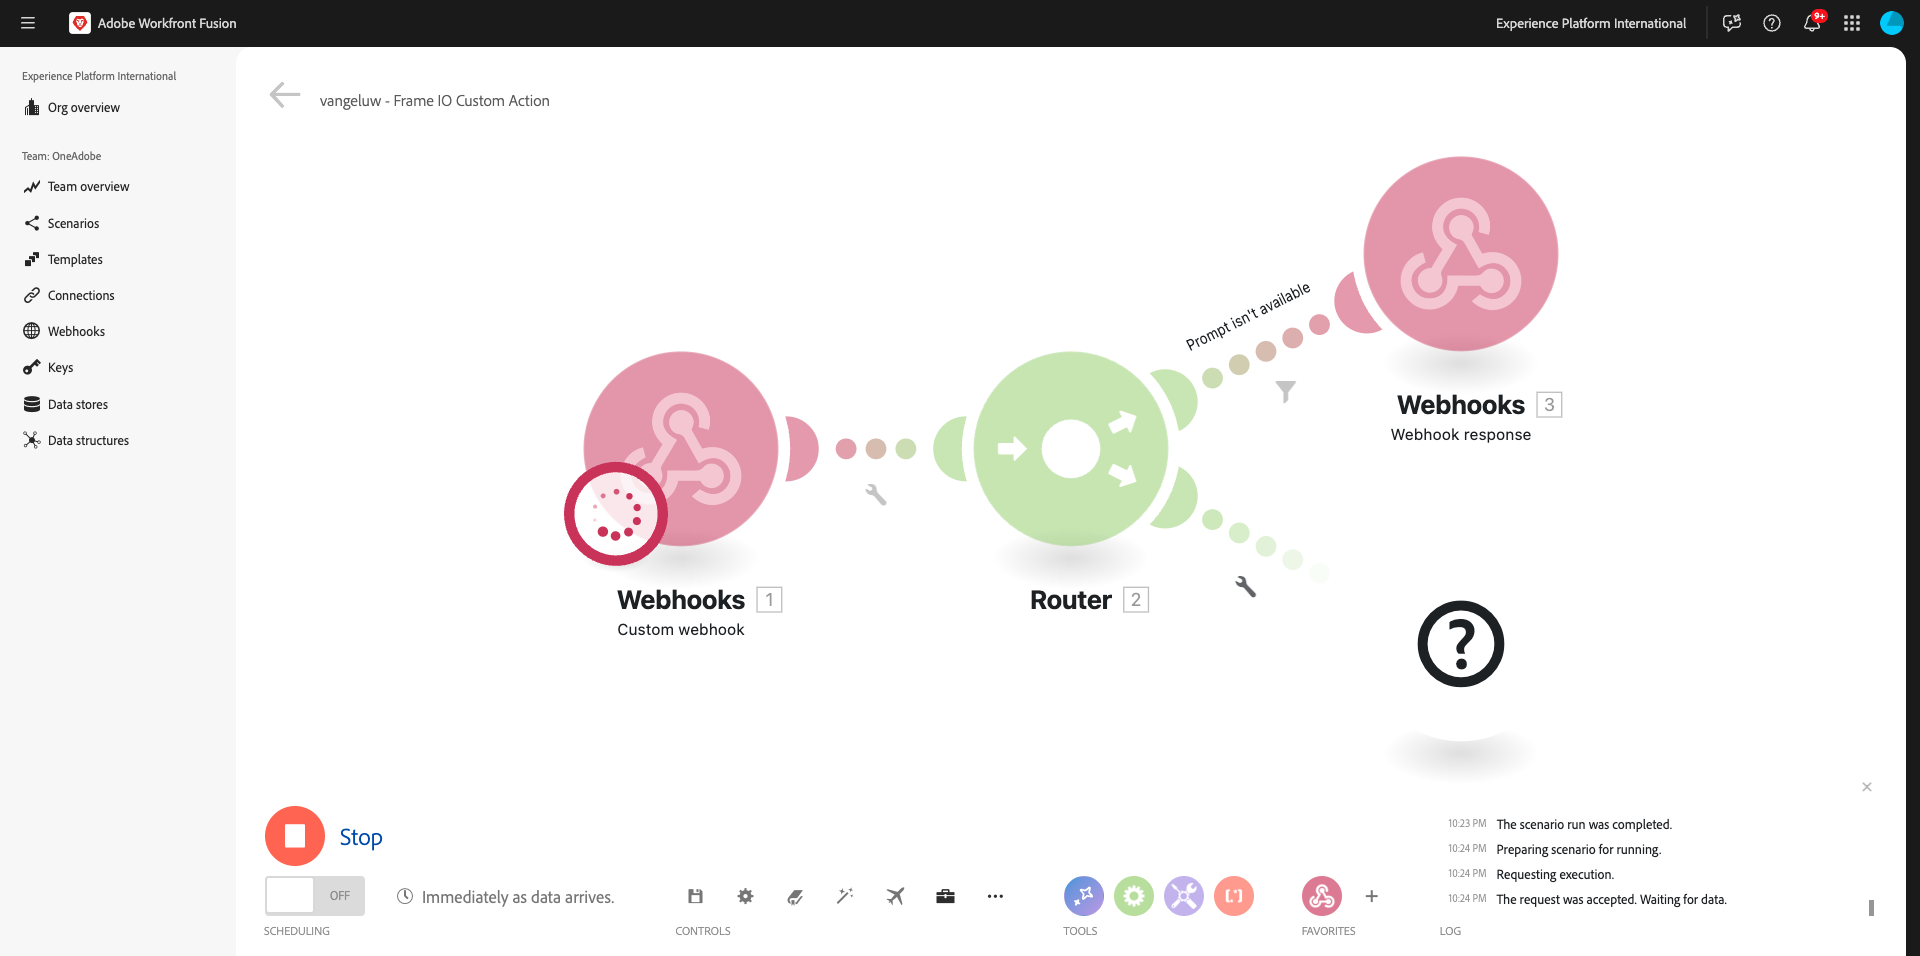 Adobe Workfront Fusion
Experience Platform International
9+
Experience Platform International
Org overview
Team: OneAdobe
Team overview
Scenarios
Templates
Connections
Webhooks
Keys
Data stores
Data structures
vangeluw - Frame IO Custom Action
Prompt isn't available
Webhooks 3
Webhook response
Webhooks 1
Custom webhook
Router 2
?
Stop
OFF
Immediately as data arrives.
SCHEDULING
CONTROLS
TOOLS
FAVORITES
10:23 PM The scenario run was completed.
10:24 PM Preparing scenario for running.
10:24 PM Requesting execution.
10:24 PM The request was accepted. Waiting for data.
LOG